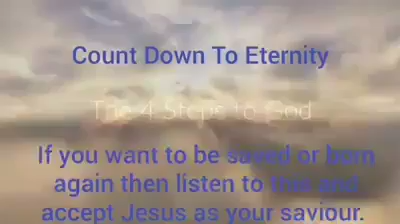 Count Down To Eternity
The 4 Steps to God
If you want to be saved or born
again then listen to this and
accept Jesus as your saviour.